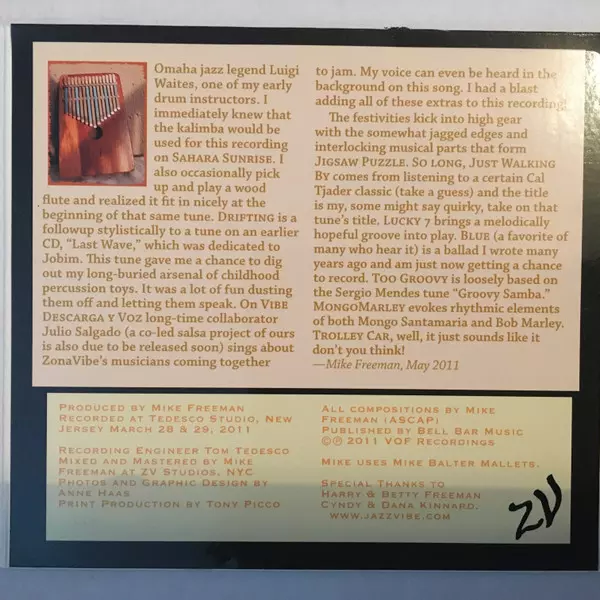 Omaha jazz legend Luigi
Waites, one of my early
drum instructors. I
immediately knew that
the kalimba would be
used for this recording
on SAHARA SUNRISE. I
also occasionally pick
up and play a wood
flute and realized it fit in nicely at the
beginning of that same tune. DRIFTING is a
followup stylistically to a tune on an earlier
CD, “Last Wave,” which was dedicated to
Jobim. This tune gave me a chance to dig
out my long-buried arsenal of childhood
percussion toys. It was a lot of fun dusting
them off and letting them speak. On VIBE
DESCARGA Y VOZ long-time collaborator
Julio Salgado (a co-led salsa project of ours
is also due to be released soon) sings about
ZonaVibe’s musicians coming together
to jam. My voice can even be heard in the
background on this song. I had a blast
adding all of these extras to this recording!
The festivities kick into high gear
with the somewhat jagged edges and
interlocking musical parts that form
JIGSAW PUZZLE. SO LONG, JUST WALKING
BY comes from listening to a certain Cal
Tjader classic (take a guess) and the title
is my, some might say quirky, take on that
tune’s title. LUCKY 7 brings a melodically
hopeful groove into play. BLUE (a favorite of
many who hear it) is a ballad I wrote many
years ago and am just now getting a chance
to record. TOO GROOVY is loosely based on
the Sergio Mendes tune “Groovy Samba.”
MONGOMARLEY evokes rhythmic elements
of both Mongo Santamaria and Bob Marley.
TROLLEY CAR, well, it just sounds like it
don’t you think!
—Mike Freeman, May 2011
PRODUCED BY MIKE FREEMAN
RECORDED AT TEDESCO STUDIO, NEW
JERSEY MARCH 28 & 29, 2011
RECORDING ENGINEER TOM TEDESCO
MIXED AND MASTERED BY MIKE
FREEMAN AT ZV STUDIOS, NYC
PHOTOS AND GRAPHIC DESIGN BY
ANNE HAAS
PRINT PRODUCTION BY TONY PICCO
ALL COMPOSITIONS BY MIKE
FREEMAN (ASCAP)
PUBLISHED BY BELL BAR MUSIC
©℗ 2011 VOF RECORDINGS
MIKE USES MIKE BALTER MALLETS.
SPECIAL THANKS TO
HARRY & BETTY FREEMAN
CYNDY & DANA KINNARD.
WWW.JAZZVIBE.COM
ZV